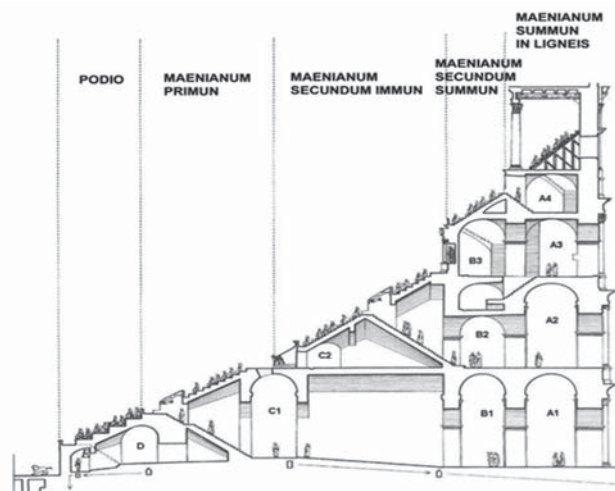 PODIO
MAENIANUM
PRIMUN
MAENIANUM
SECUNDUM IMMUN
MAENIANUM
SECUNDUM
SUMMUN
MAENIANUM
SUMMUN
IN LIGNEIS
A4
B3
A3
C2
B2
A2
D
C1
B1
A1